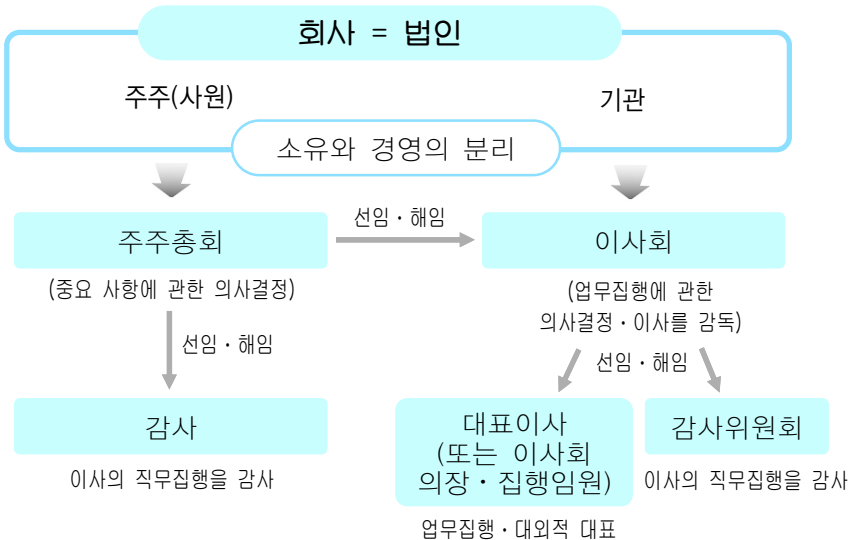 회사 = 법인
주주(사원)
기관
소유와 경영의 분리
선임·해임
주주총회
이사회
(중요 사항에 관한 의사결정)
(업무집행에 관한
의사결정·이사를 감독)
선임·해임
선임·해임
감사
대표이사
(또는 이사회
의장·집행임원)
감사위원회
이사의 직무집행을 감사
이사의 직무집행을 감사
업무집행·대외적 대표